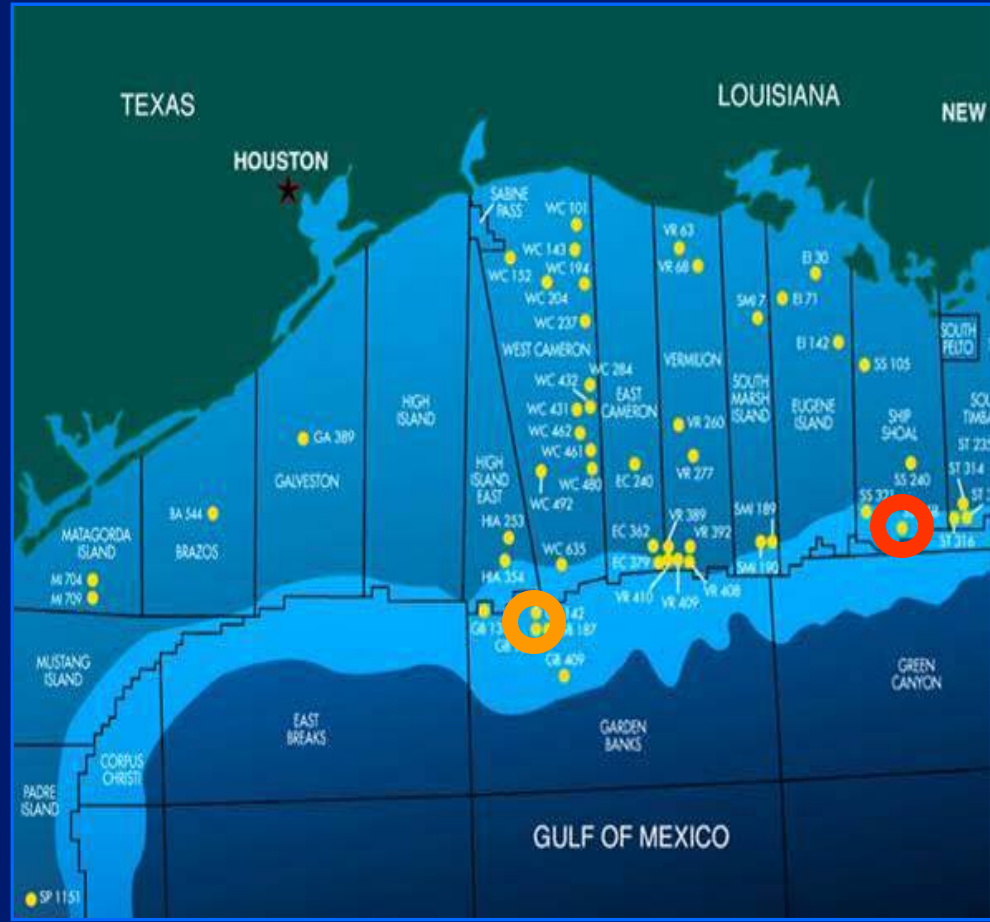 TEXAS
LOUISIANA
NEW
HOUSTON
SABINE
PASS
WC 101
WC 143
WC 152
WC 194
WC 204
WC 237
WEST CAMERON
WC 284
WC 432
WC 431
WC 462
WC 461
WC 480
WC 492
WC 635
VR 63
VR 68
VERMILION
VR 260
VR 277
VR 389
VR 392
VR 410
VR 409
VR 408
EAST
CAMERON
EC 240
EC 362
EC 379
SMI 7
SOUTH
MARSH
ISLAND
SMI 189
SMI 190
EI 30
EI 71
EI 142
EUGENE
ISLAND
SS 105
SHIP
SHOAL
SS 240
SOUTH
PELTO
ST 314
ST 316
HIGH
ISLAND
HIGH
ISLAND
EAST
HIA 253
HIA 354
GA 389
GALVESTON
BA 544
BRAZOS
MATAGORDA
ISLAND
MI 704
MI 709
MUSTANG
ISLAND
PADRE
ISLAND
CORPUS
CHRISTI
SP 1151
EAST
BREAKS
GB 409
GARDEN
BANKS
GREEN
CANYON
GULF OF MEXICO